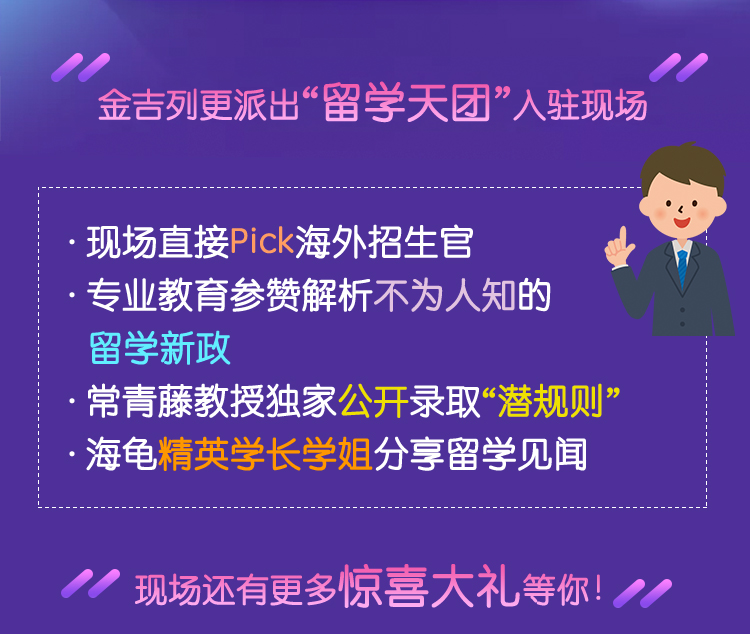 金吉列更派出“留学天团”入驻现场
· 现场直接Pick海外招生官
· 专业教育参赞解析不为人知的
留学新政
· 常青藤教授独家公开录取“潜规则”
· 海龟精英学长学姐分享留学见闻
现场还有更多惊喜大礼等你!